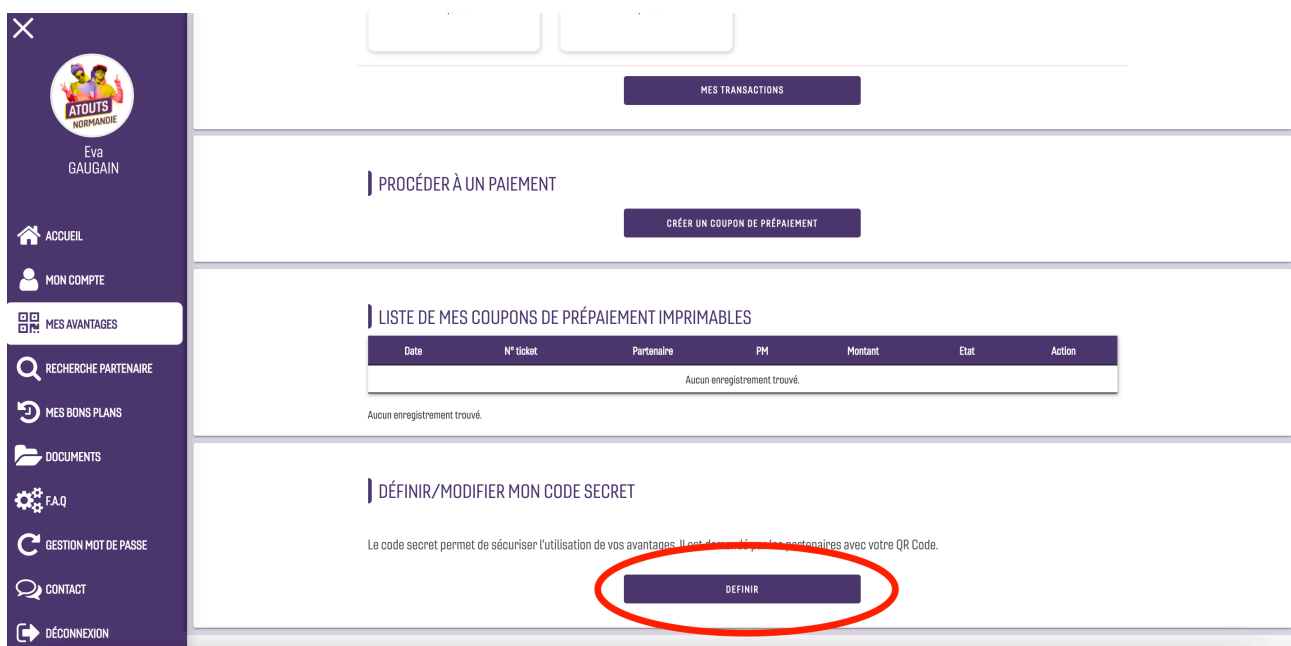 ATOUTS
NORMANDIE
Eva
GAUGAIN
ACCUEIL
MON COMPTE
MES AVANTAGES
RECHERCHE PARTENAIRE
MES BONS PLANS
DOCUMENTS
F.A.Q
GESTION MOT DE PASSE
CONTACT
DÉCONNEXION
MES TRANSACTIONS
PROCÉDER À UN PAIEMENT
CRÉER UN COUPON DE PRÉPAIEMENT
LISTE DE MES COUPONS DE PRÉPAIEMENT IMPRIMABLES
Date N° ticket Partenaire PM Montant Etat Action
Aucun enregistrement trouvé.
Aucun enregistrement trouvé.
DÉFINIR/MODIFIER MON CODE SECRET
Le code secret permet de sécuriser l'utilisation de vos avantages. Il est demandé par les partenaires avec votre QR Code.
DEFINIR